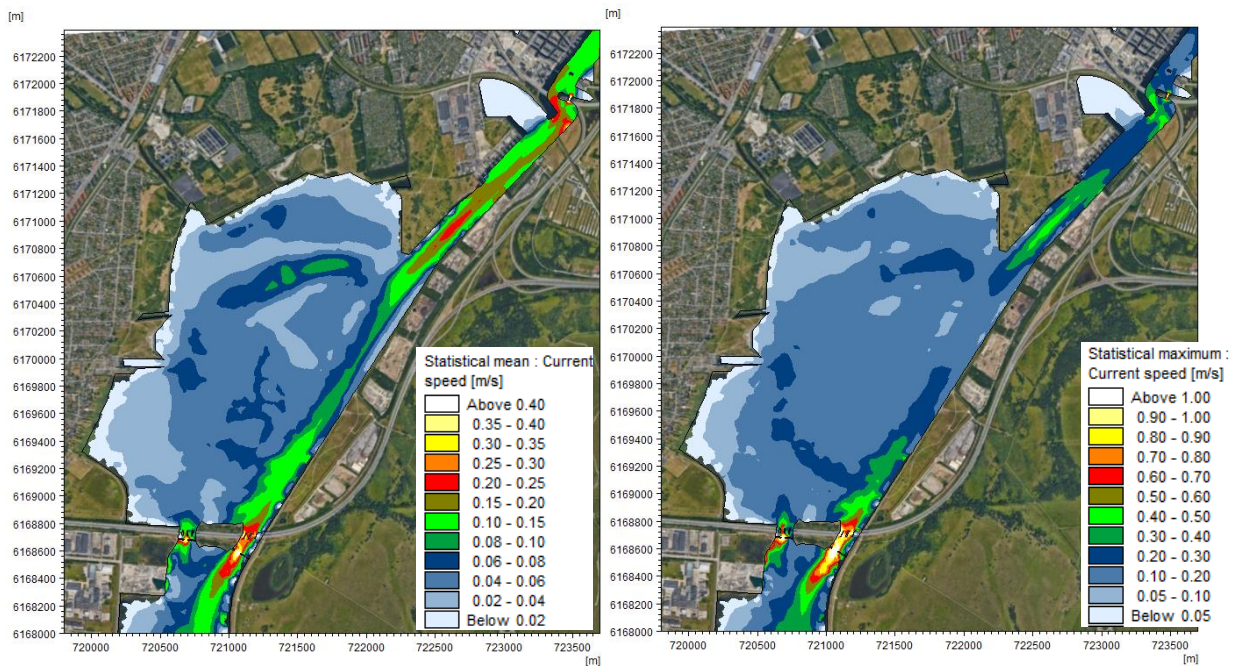 [m]
6172200
6172000
6171800
6171600
6171400
6171200
6171000
6170800
6170600
6170400
6170200
6170000
6169800
6169600
6169400
6169200
6169000
6168800
6168600
6168400
6168200
6168000
720000
720500
721000
721500
722000
722500
723000
723500
[m]
Statistical mean : Current
speed [m/s]
Above 0.40
0.35 - 0.40
0.30 - 0.35
0.25 - 0.30
0.20 - 0.25
0.15 - 0.20
0.10 - 0.15
0.08 - 0.10
0.06 - 0.08
0.04 - 0.06
0.02 - 0.04
Below 0.02
[m]
6172200
6172000
6171800
6171600
6171400
6171200
6171000
6170800
6170600
6170400
6170200
6170000
6169800
6169600
6169400
6169200
6169000
6168800
6168600
6168400
6168200
6168000
720000
720500
721000
721500
722000
722500
723000
723500
[m]
Statistical maximum :
Current speed [m/s]
Above 1.00
0.90 - 1.00
0.80 - 0.90
0.70 - 0.80
0.60 - 0.70
0.50 - 0.60
0.40 - 0.50
0.30 - 0.40
0.20 - 0.30
0.10 - 0.20
0.05 - 0.10
Below 0.05